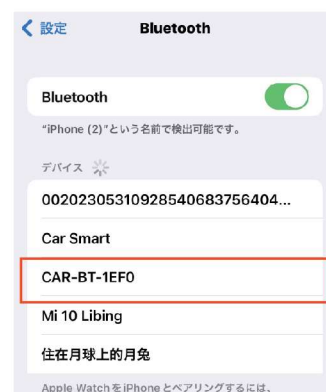 設定 Bluetooth
Bluetooth
"iPhone (2)"という名前で検出可能です。
デバイス
00202305310928540683756404...
Car Smart
CAR-BT-1EF0
Mi 10 Libing
住在月球上的月兔
Apple WatchをiPhoneとペアリングするには、